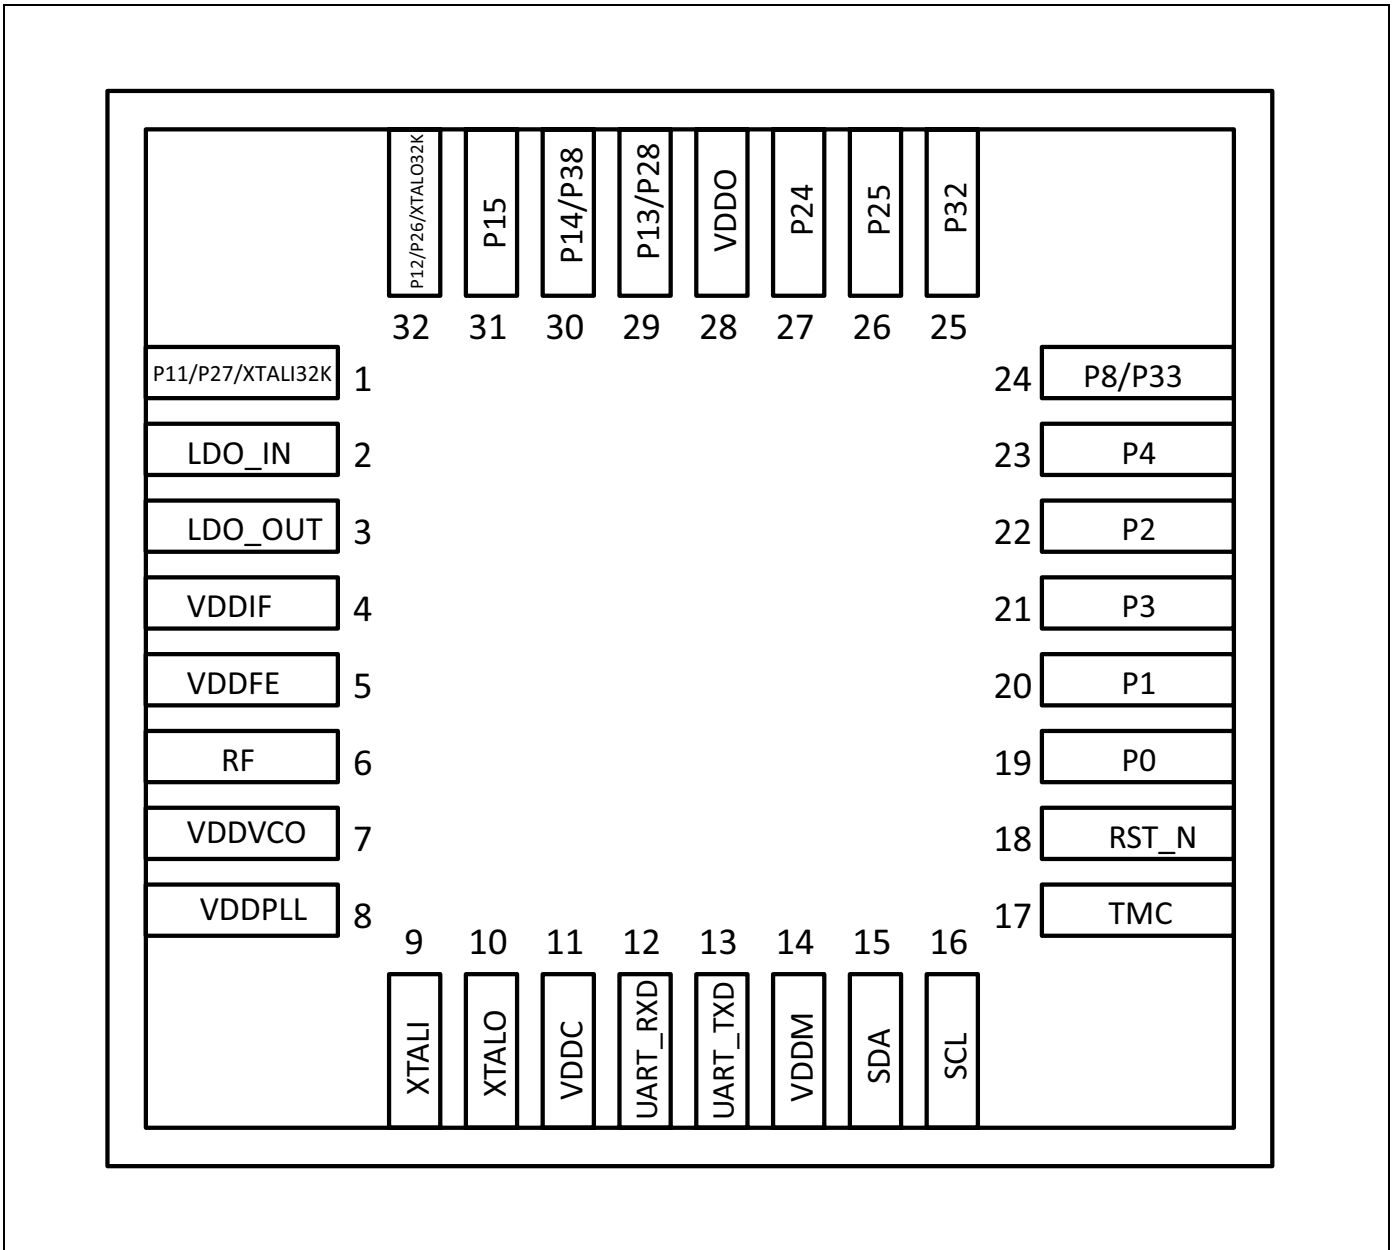 P12/P26/XTALO32K
P15
P14/P38
P13/P28
VDDO
P24
P25
P32
32 31 30 29 28 27 26 25
P11/P27/XTALI32K 1
24 P8/P33
LDO_IN 2
23 P4
LDO_OUT 3
22 P2
VDDIF 4
21 P3
VDDFE 5
20 P1
RF 6
19 P0
VDDVCO 7
18 RST_N
VDDPLL 8
17 TMC
9 10 11 12 13 14 15 16
XTALI
XTALO
VDDC
UART_RXD
UART_TXD
VDDM
SDA
SCL